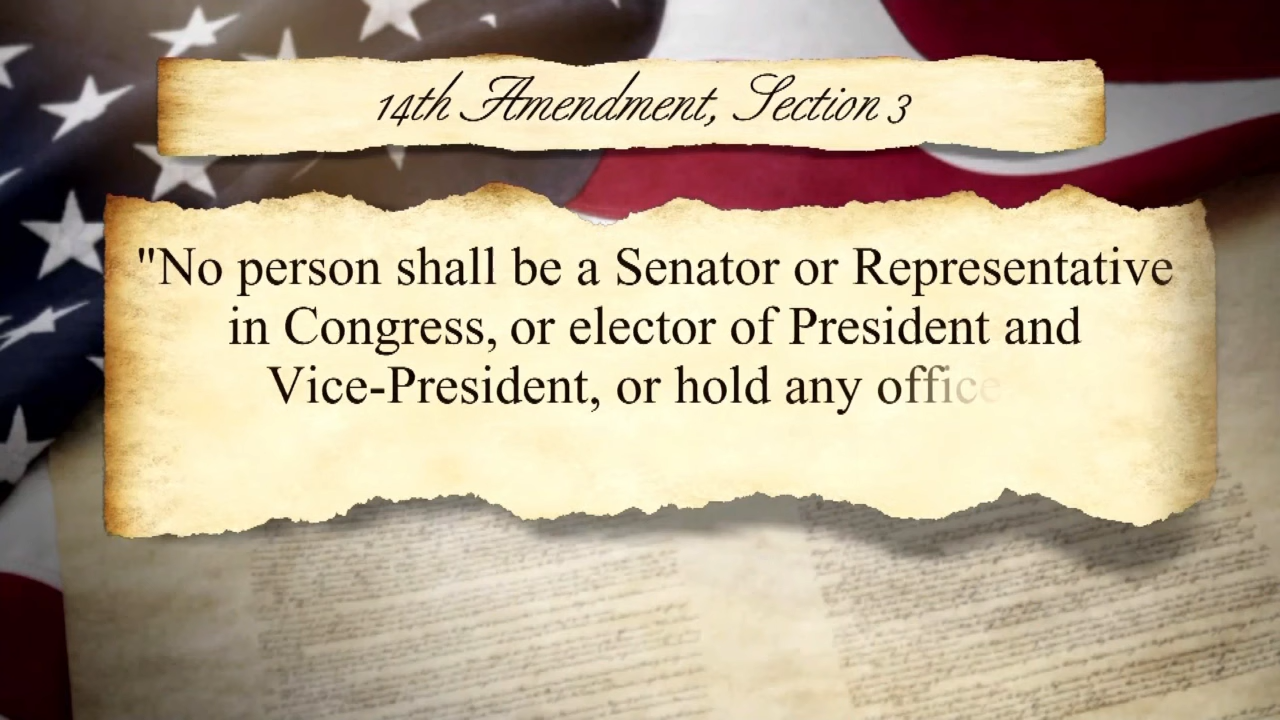 14th Amendment, Section 3
"No person shall be a Senator or Representative
in Congress, or elector of President and
Vice-President, or hold any office